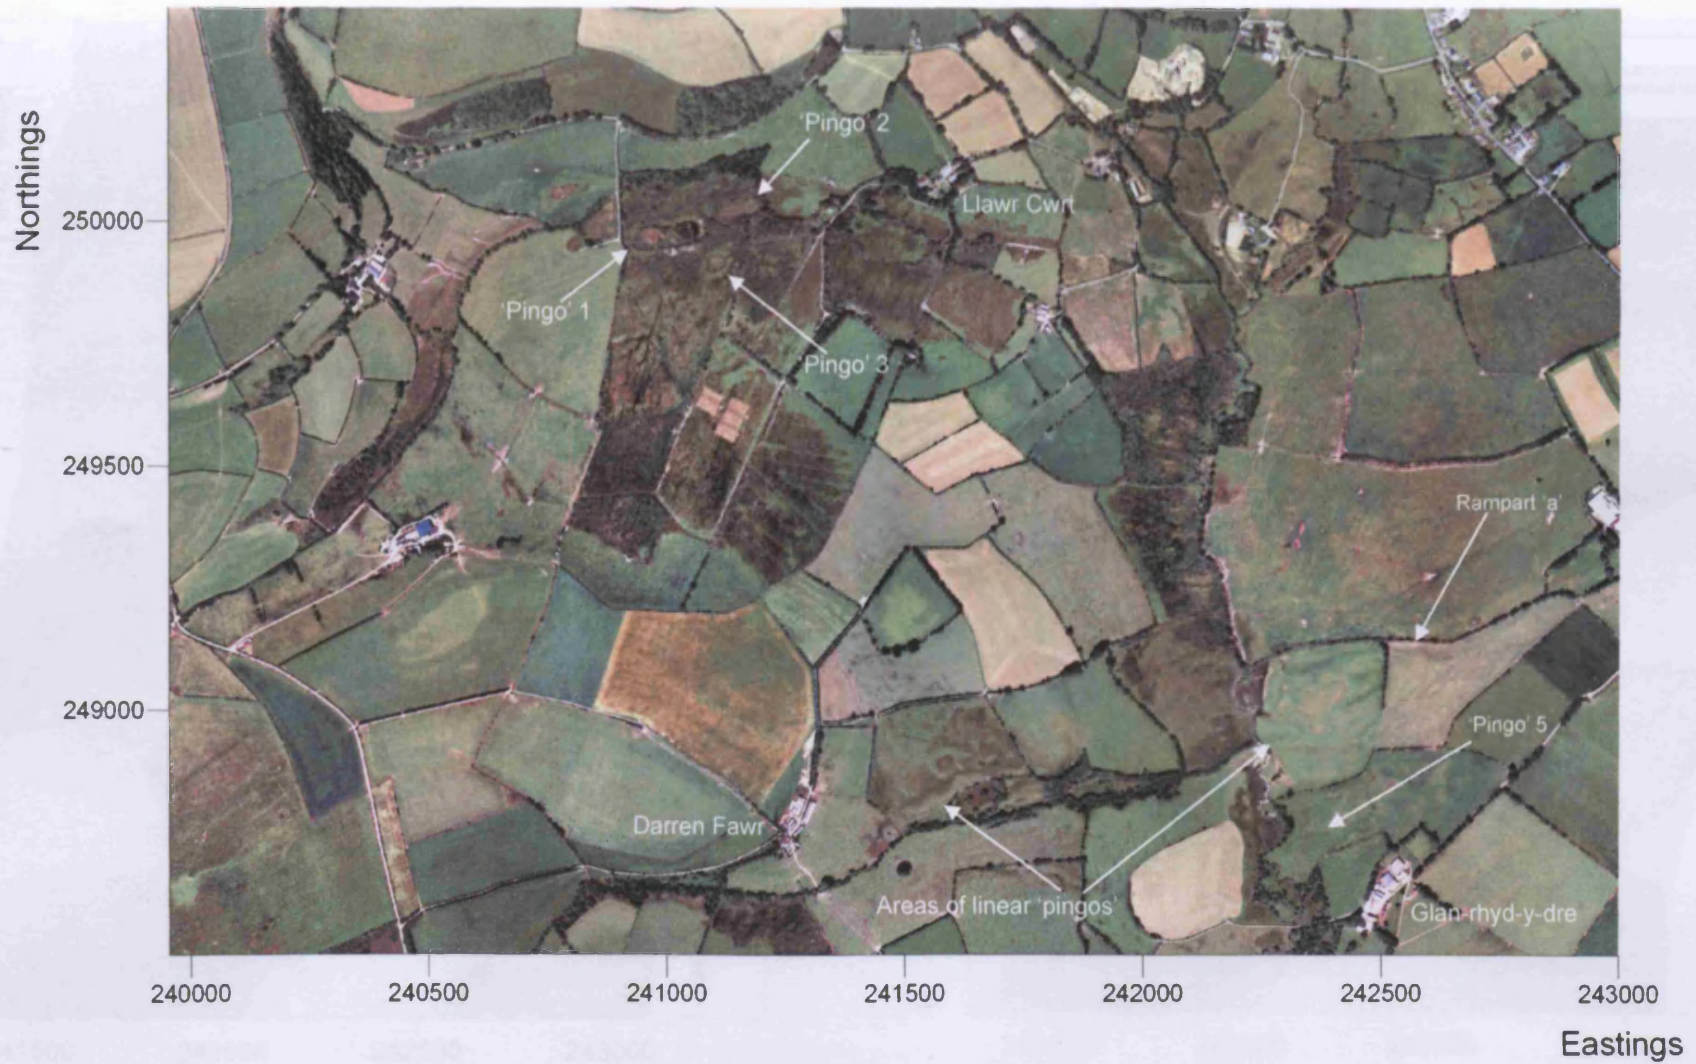 Northings
250000
249500
249000
'Pingo' 2
Llawr Cwrt
'Pingo' 1
'Pingo' 3
Rampart 'a'
'Pingo' 5
Darren Fawr
Areas of linear 'pingos'
Glan-rhyd-y-dre
240000 240500 241000 241500 242000 242500 243000
Eastings